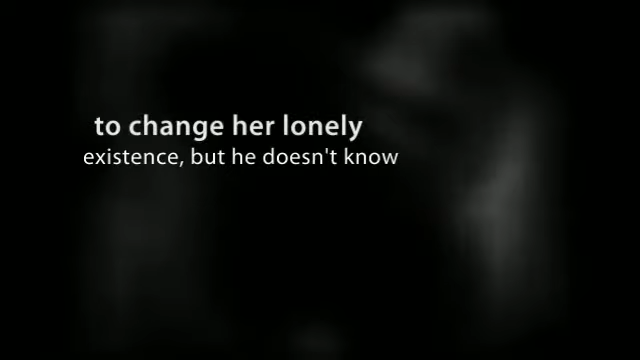 to change her lonely
existence, but he doesn't know